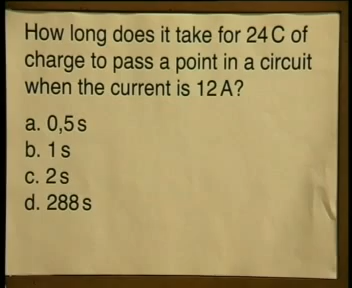 How long does it take for 24 C of
charge to pass a point in a circuit
when the current is 12 A?
a. 0,5 s
b. 1 s
c. 2 s
d. 288 s